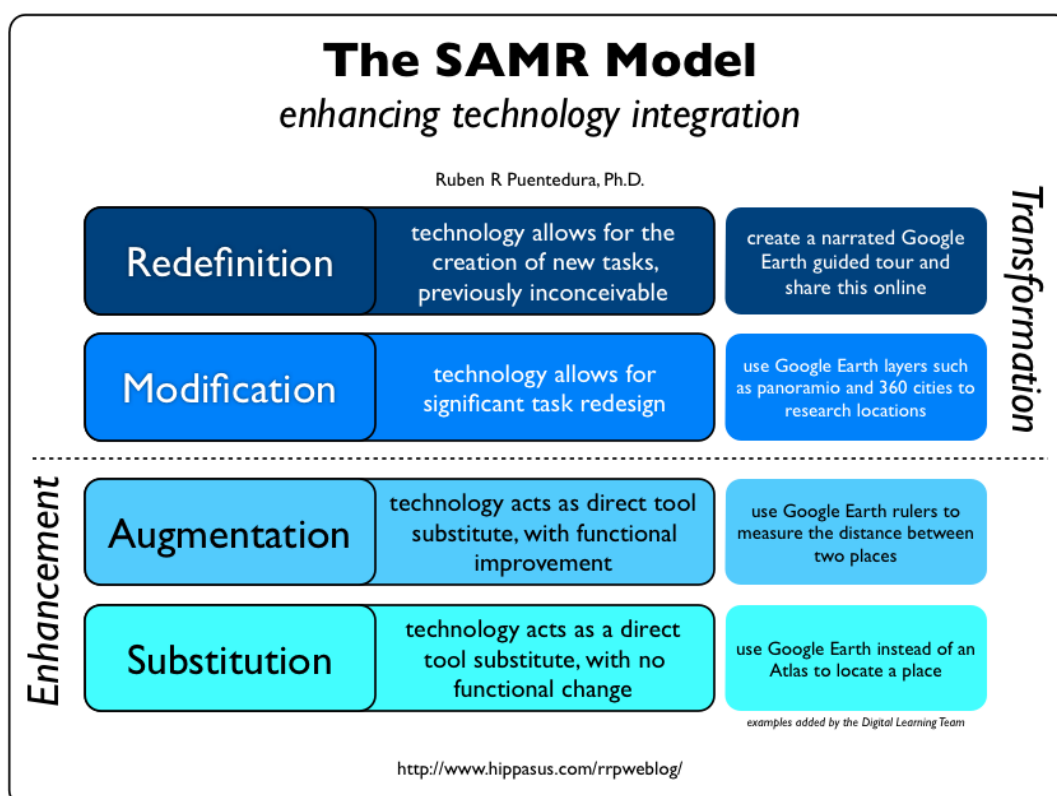 The SAMR Model
enhancing technology integration
Ruben R Puentedura, Ph.D.
Transformation
Redefinition
technology allows for the
creation of new tasks,
previously inconceivable
create a narrated Google
Earth guided tour and
share this online
Modification
technology allows for
significant task redesign
use Google Earth layers such
as panoramio and 360 cities to
research locations
Enhancement
Augmentation
technology acts as direct tool
substitute, with functional
improvement
use Google Earth rulers to
measure the distance between
two places
Substitution
technology acts as a direct
tool substitute, with no
functional change
use Google Earth instead of an
Atlas to locate a place
examples added by the Digital Learning Team
http://www.hippasus.com/rrpweblog/